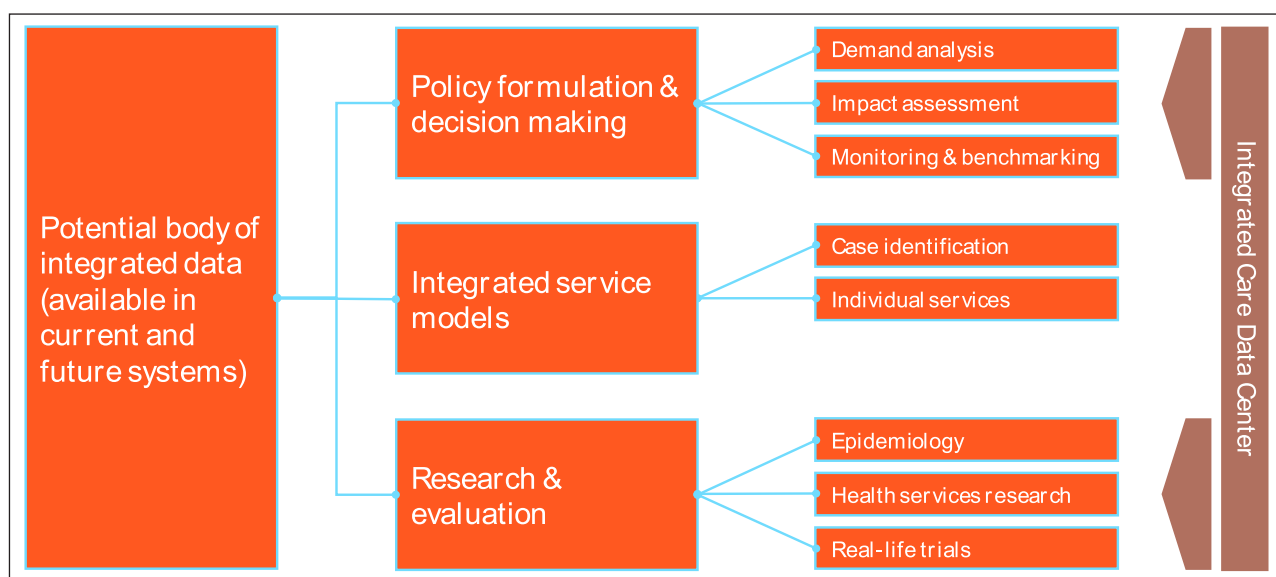 Potential body of
integrated data
(available in
current and
future systems)
Policy formulation &
decision making
Demand analysis
Impact assessment
Monitoring & benchmarking
Integrated service
models
Case identification
Individual services
Research &
evaluation
Epidemiology
Health services research
Real-life trials
Integrated Care Data Center